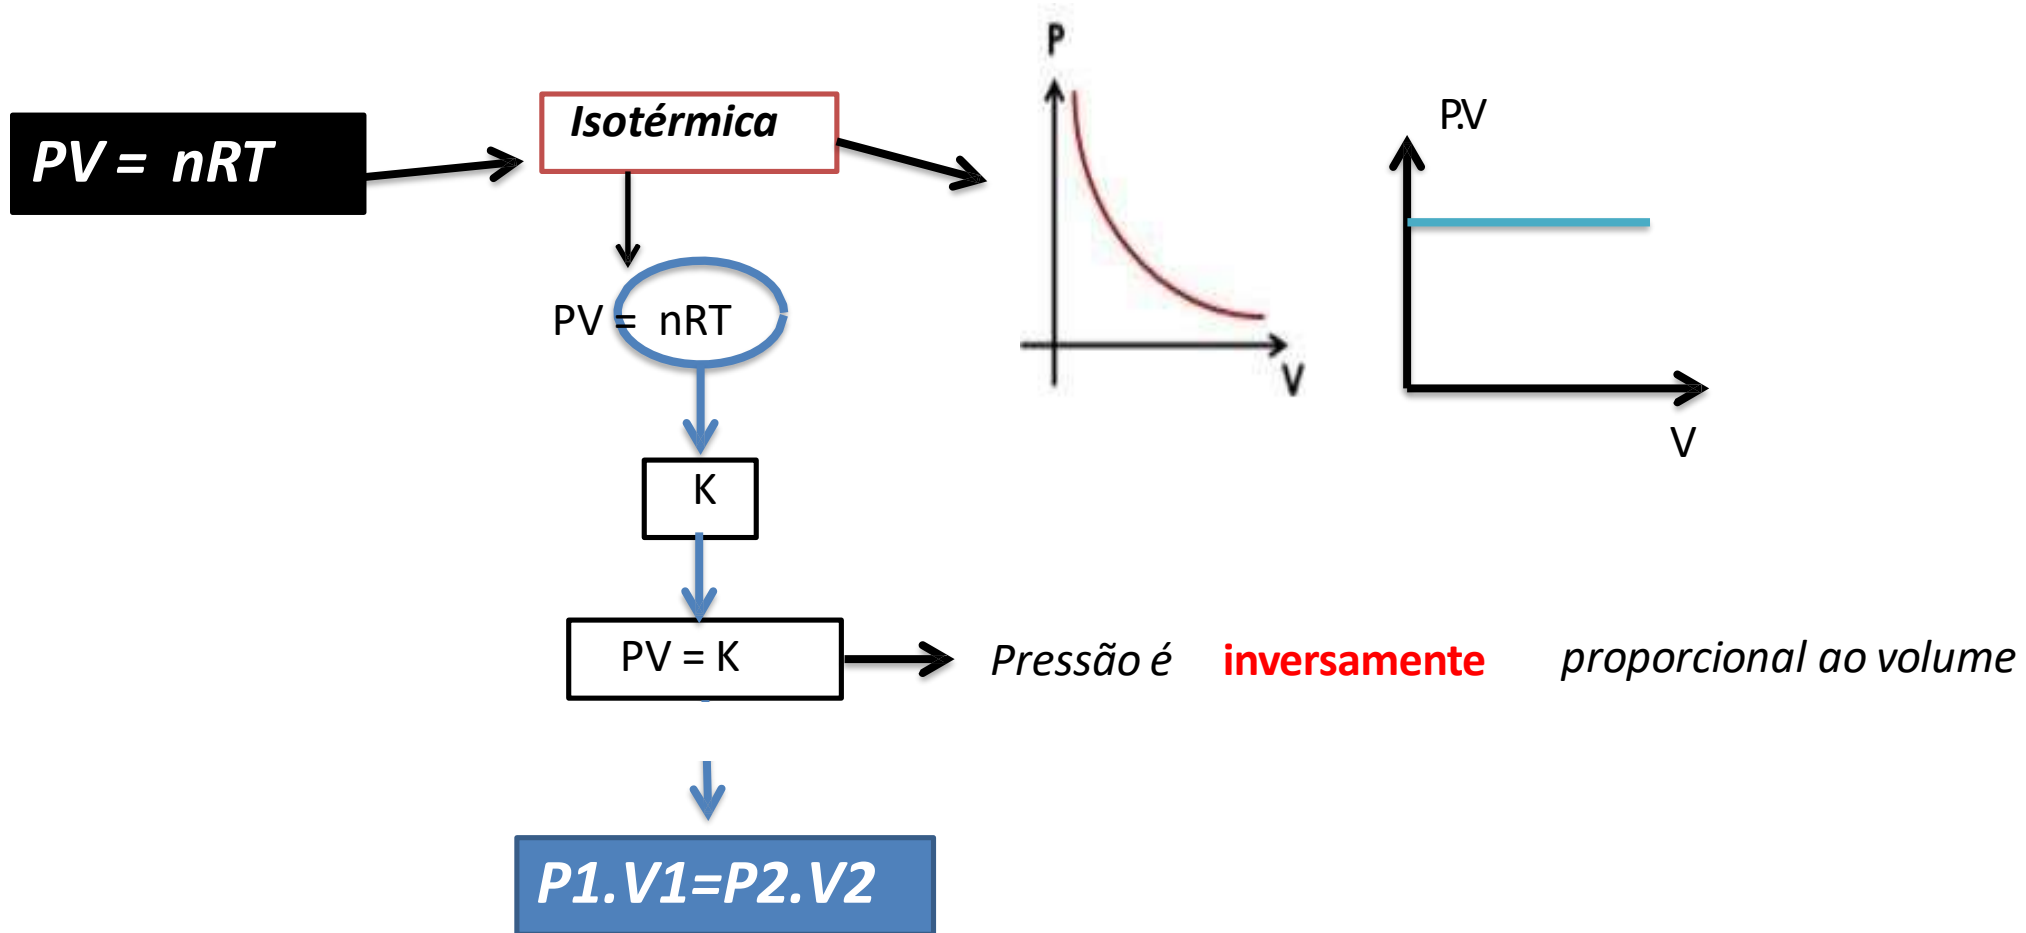 PV = nRT
Isotérmica
P
P.V
PV = nRT
V
V
K
PV = K
Pressão é inversamente proporcional ao volume
P1.V1=P2.V2